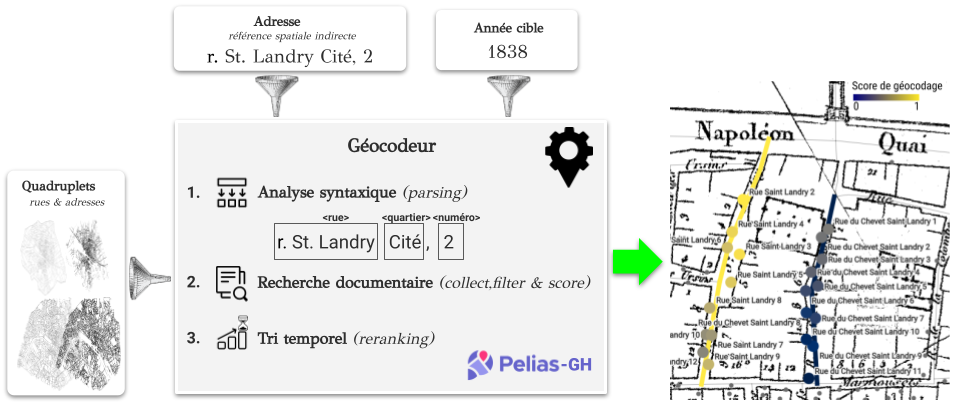 Adresse
référence spatiale indirecte
r. St. Landry Cité, 2
Année cible
1838
Quadruplets
rues & adresses
Géocodeur
1. Analyse syntaxique (parsing)
<rue> <quartier> <numéro>
r. St. Landry Cité , 2
2. Recherche documentaire (collect,filter & score)
3. Tri temporel (reranking)
Pelias-GH
Score de géocodage
0 1
Napoléon
Quai
Ursins
21
Rue
Rue Saint Landry 2
Rue du Chevet Saint Landry 1
Rue Saint Landry 4
Saint Landry 6
Rue Saint Landry 3
Rue du Chevet Saint Landry 2
Rue du Chevet Saint Landry 3
Rue du Chevet Saint Landry 4
Rue Saint Landry 5
Rue du Chevet Saint Landry 5
Ursins
Rue Saint Landry 8
Rue du Chevet Saint Landry 6
Rue du Chevet Saint Landry 7
Rue du Chevet Saint Landry 8
Rue du Chevet Saint Landry 10
Landry 10
Rue Saint Landry 7
Landry 12
Rue Saint Landry 9
Rue du Chevet Saint Landry 9
Rue du Chevet Saint Landry 11
Marmousets